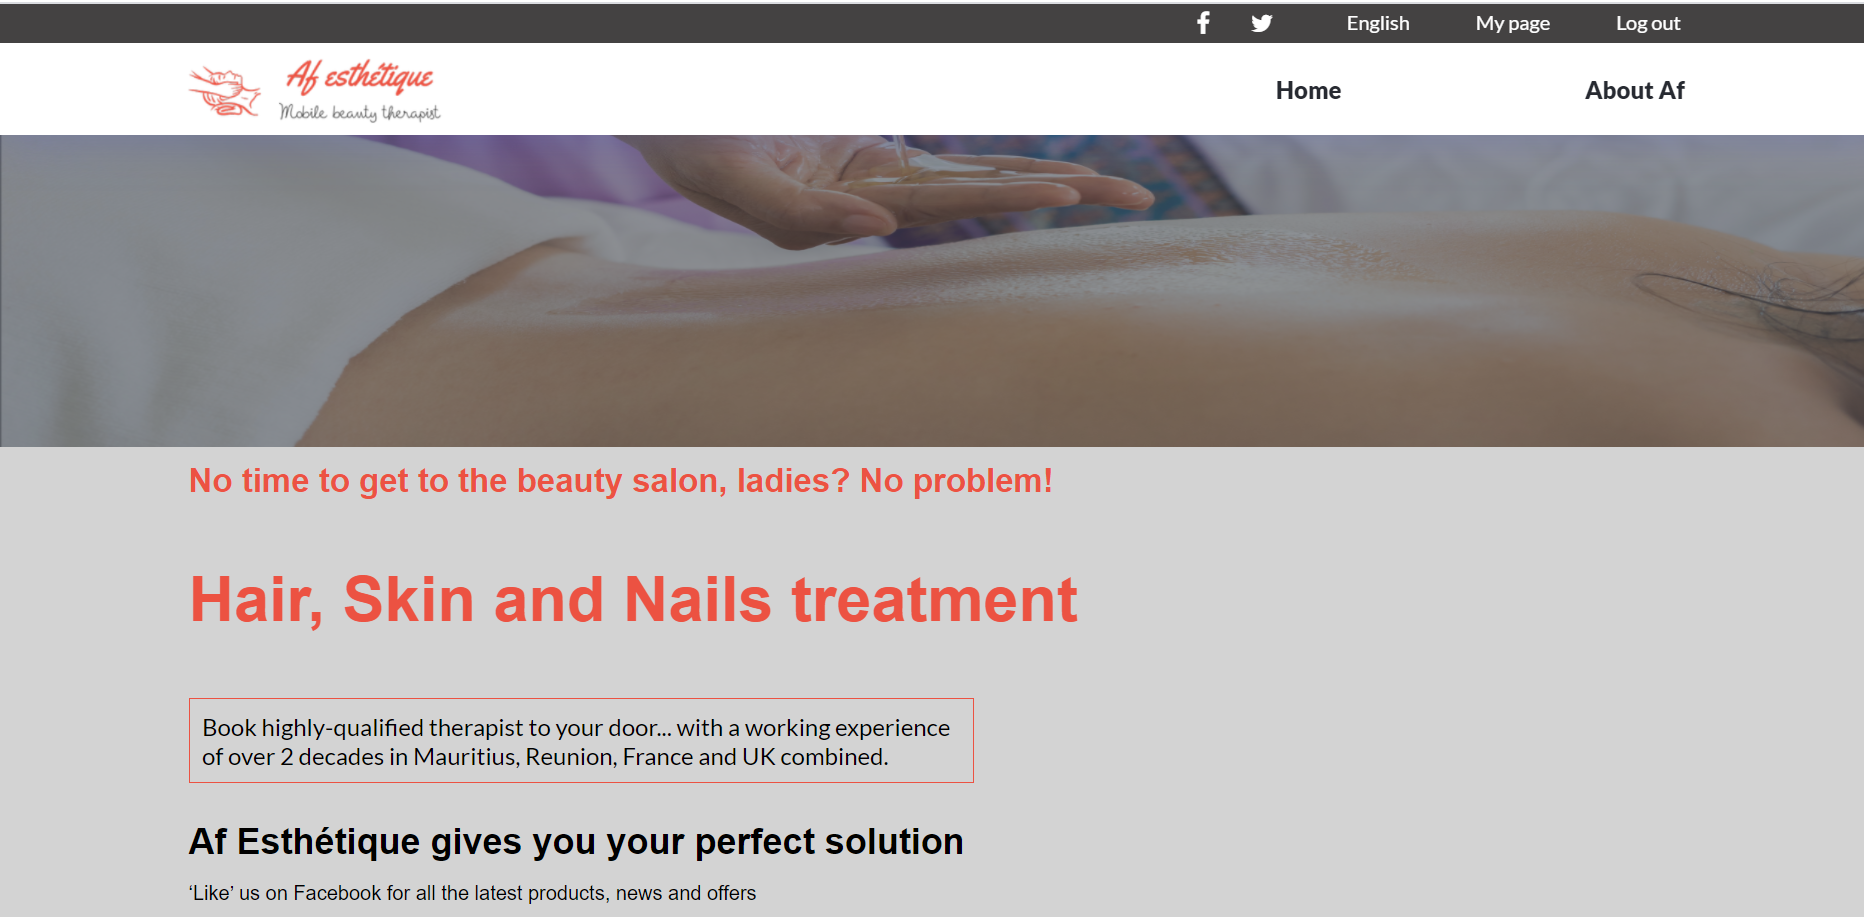 English
My page
Log out
Af esthétique
Mobile beauty therapist
Home
About Af
No time to get to the beauty salon, ladies? No problem!
Hair, Skin and Nails treatment
Book highly-qualified therapist to your door... with a working experience
of over 2 decades in Mauritius, Reunion, France and UK combined.
Af Esthétique gives you your perfect solution
‘Like’ us on Facebook for all the latest products, news and offers